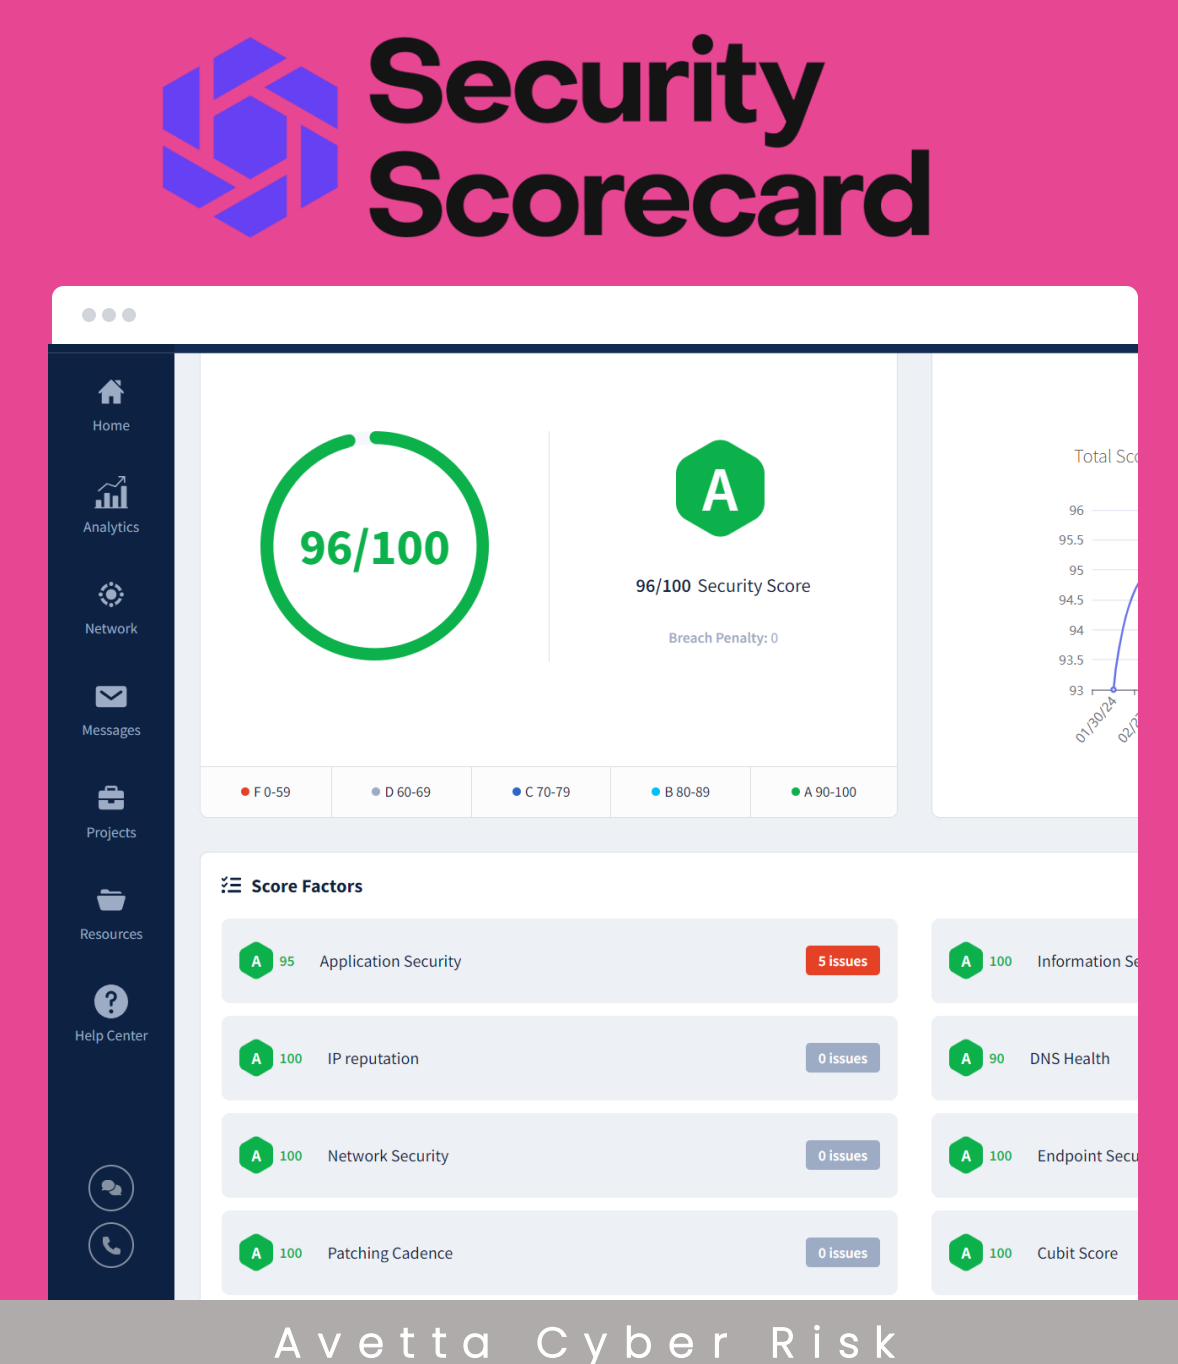 Security
Scorecard
Home
Analytics
Network
Messages
Projects
Resources
Help Center
96/100
A
96/100 Security Score
Breach Penalty: 0
F 0-59
D 60-69
C 70-79
B 80-89
A 90-100
Total Sco
96
95.5
95
94.5
94
93.5
93
01/30/24
02/2
Score Factors
A 95 Application Security 5 issues
A 100 Information Se
A 100 IP reputation 0 issues
A 90 DNS Health
A 100 Network Security 0 issues
A 100 Endpoint Secu
A 100 Patching Cadence 0 issues
A 100 Cubit Score
Avetta Cyber Risk